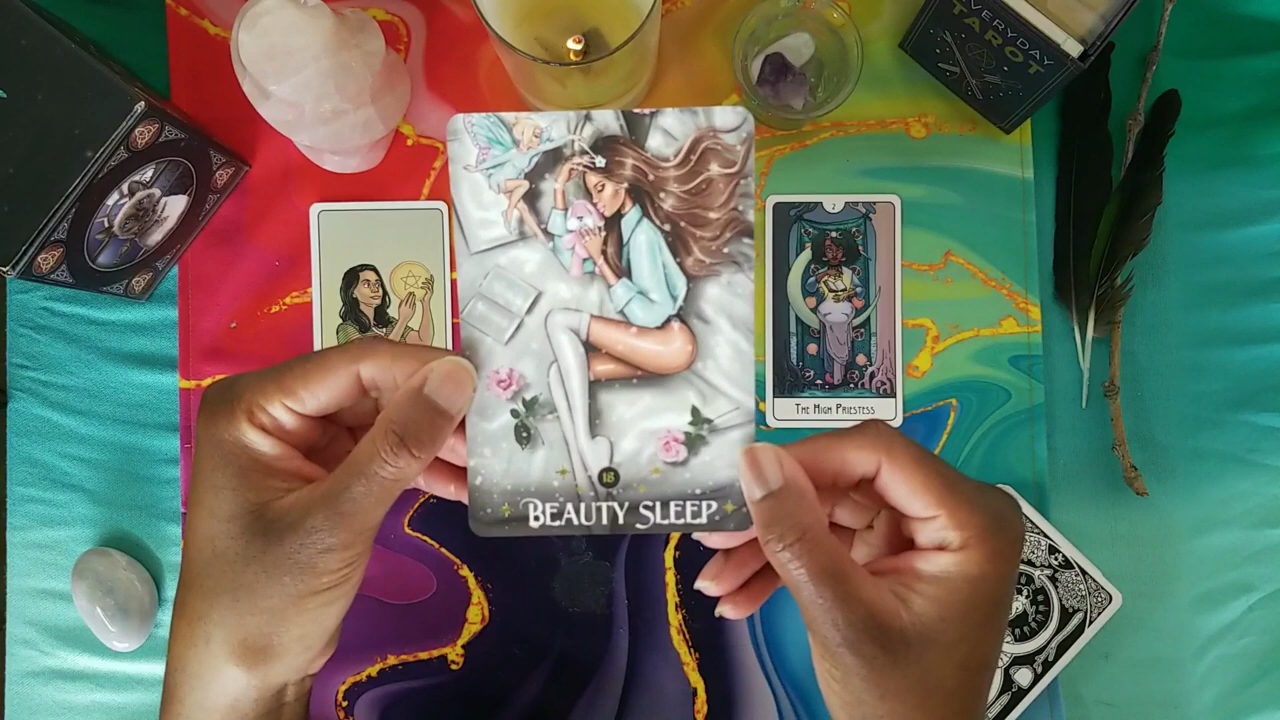 EVERYDAY
TAROT
2
THE HIGH PRIESTESS
18
BEAUTY SLEEP